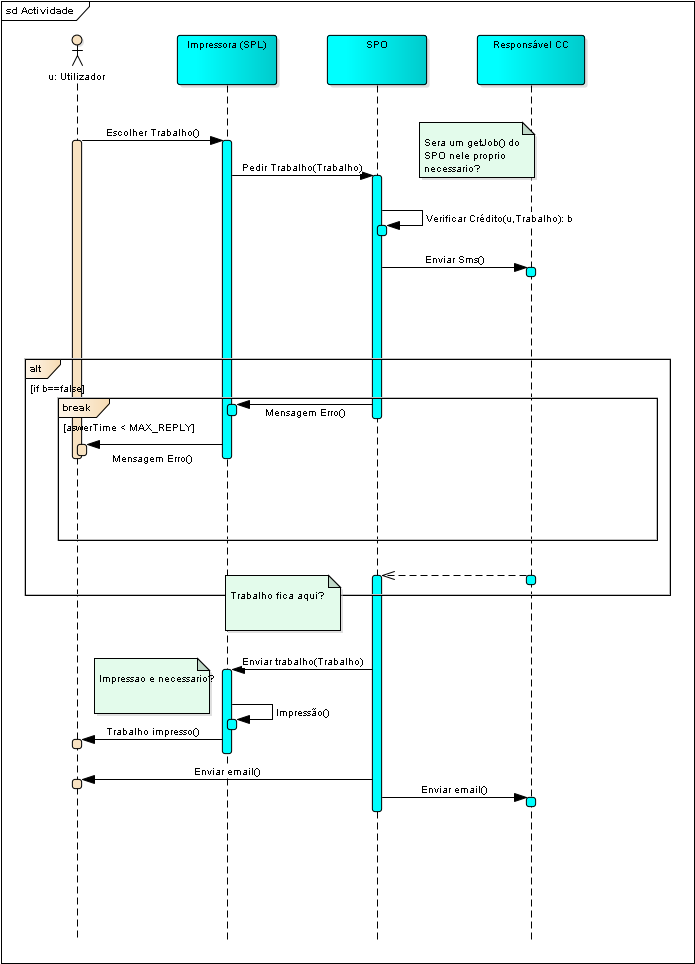 sd Actividade
u: Utilizador
Impressora (SPL)
SPO
Responsável CC
Escolher Trabalho()
Sera um getJob() do
SPO nele proprio
necessario?
Pedir Trabalho(Trabalho)
Verificar Crédito(u,Trabalho): b
Enviar Sms()
alt
[if b==false]
break
Mensagem Erro()
[aswerTime < MAX_REPLY]
Mensagem Erro()
Trabalho fica aqui?
Enviar trabalho(Trabalho)
Impressao e necessario?
Impressão()
Trabalho impresso()
Enviar email()
Enviar email()